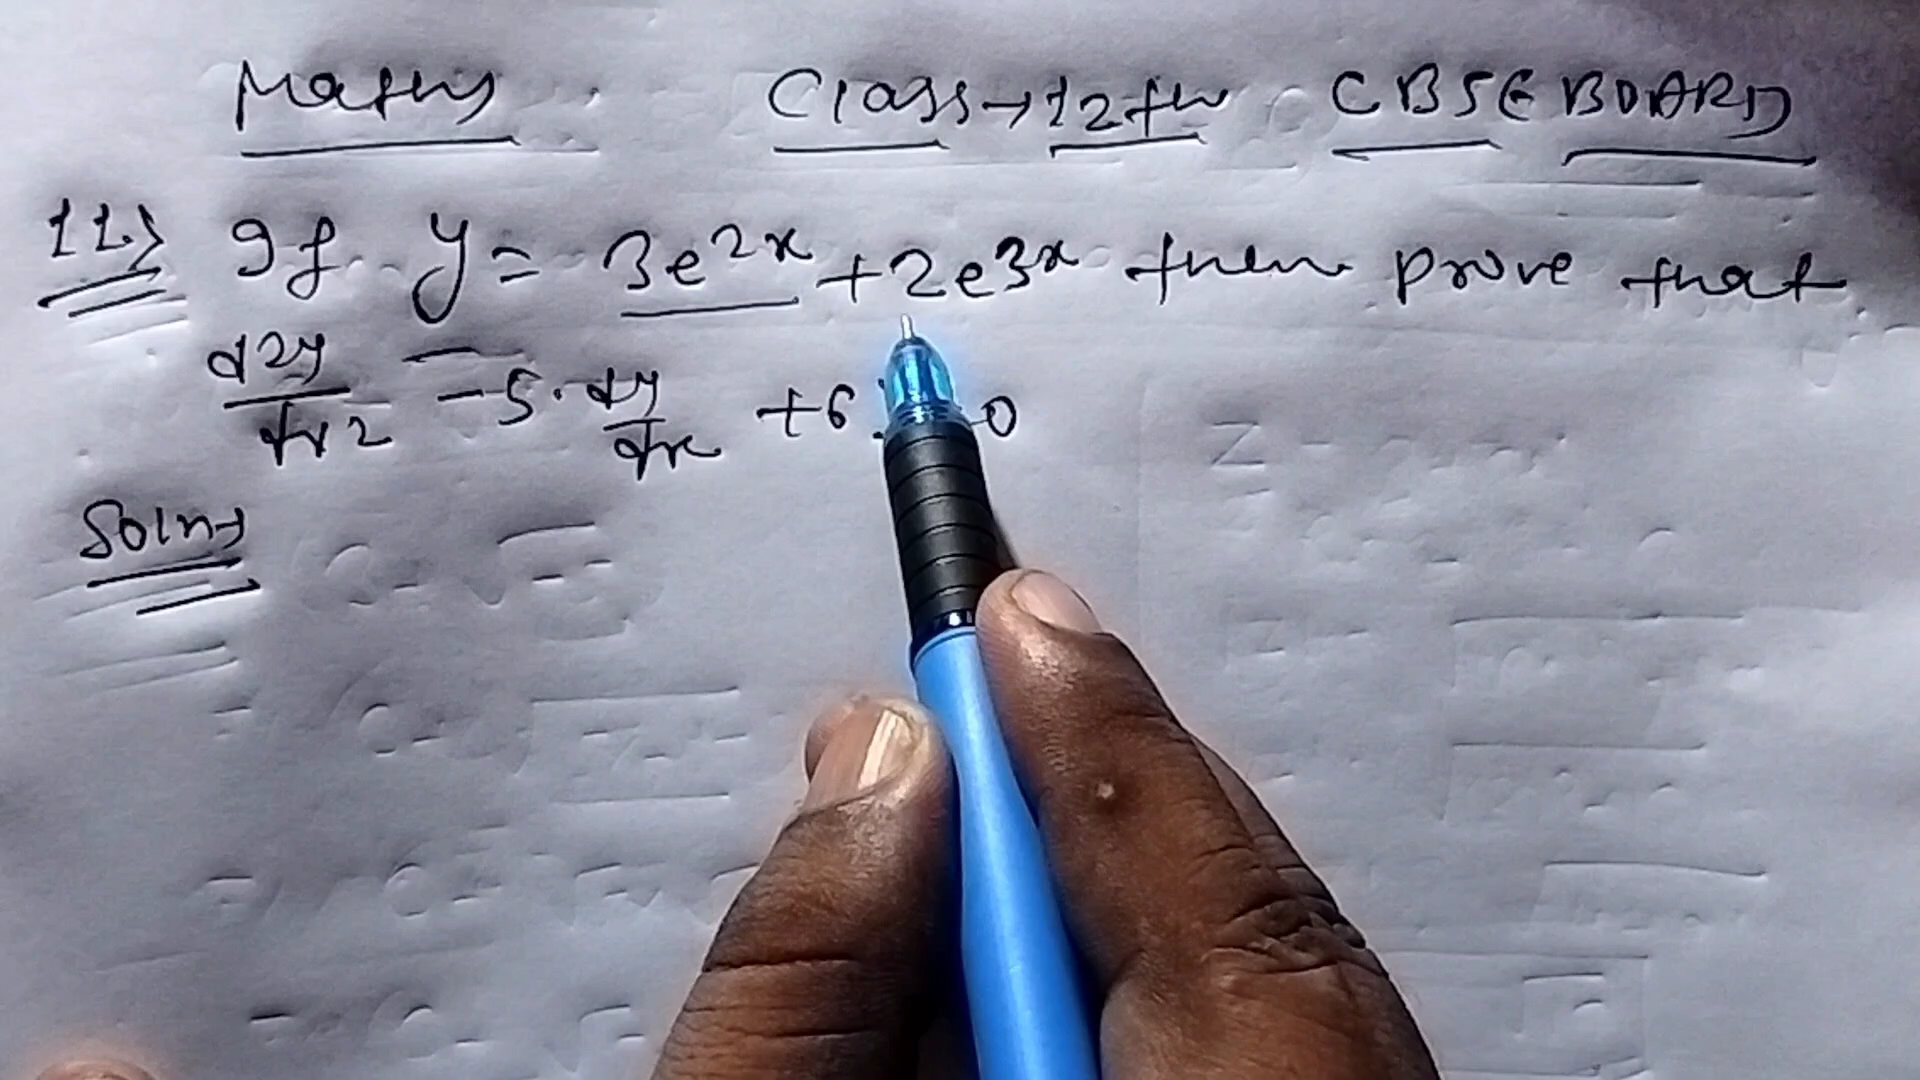 Maths Class→12th CBSE BOARD
11> If y = 3e^2x + 2e^3x then prove that
d2y/dx2 - 5.dy/dx + 6 0
Soln→